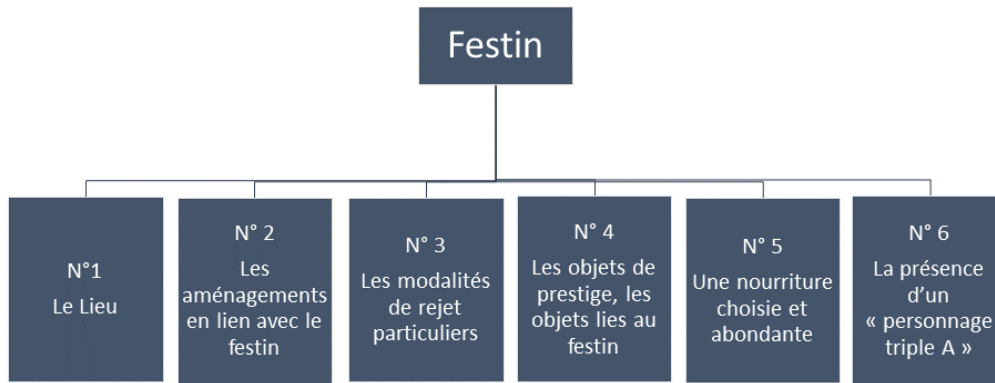 Festin
N°1
Le Lieu
N° 2
Les
aménagements
en lien avec le
festin
N° 3
Les modalités
de rejet
particuliers
N° 4
Les objets de
prestige, les
objets lies au
festin
N° 5
Une nourriture
choisie et
abondante
N° 6
La présence
d’un
« personnage
triple A »